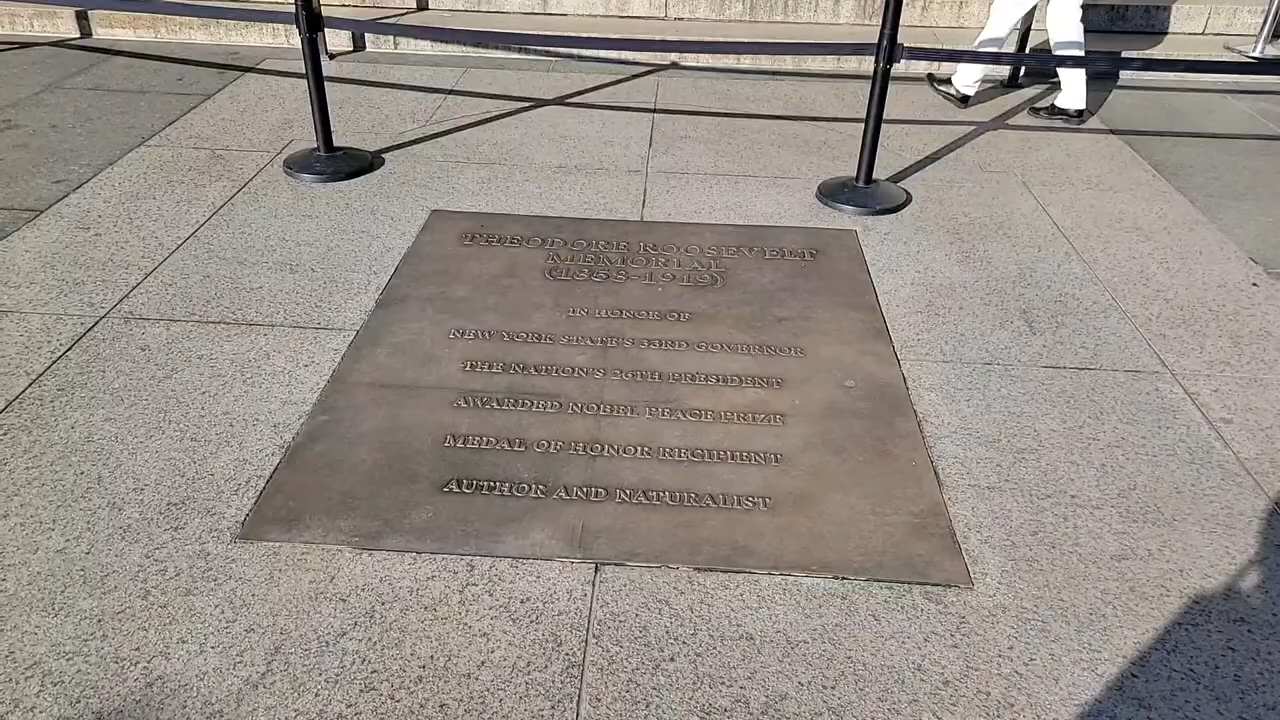 THEODORE ROOSEVELT
MEMORIAL
(1858-1919)
IN HONOR OF
NEW YORK STATE'S 33RD GOVERNOR
THE NATION'S 26TH PRESIDENT
AWARDED NOBEL PEACE PRIZE
MEDAL OF HONOR RECIPIENT
AUTHOR AND NATURALIST